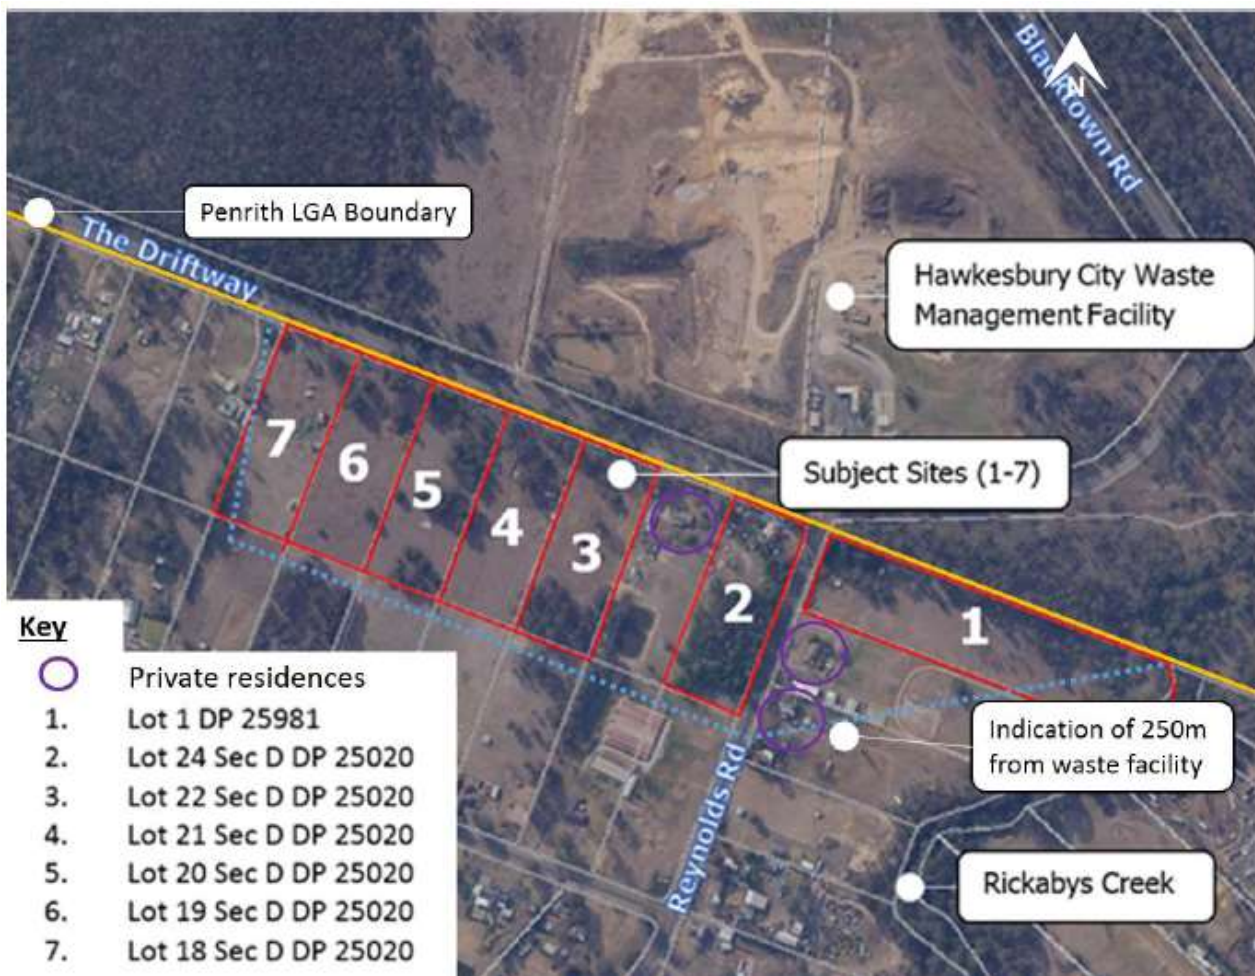 Blacktown Rd
N
Penrith LGA Boundary
The Driftway
Hawkesbury City Waste
Management Facility
7
6
5
4
3
2
1
Subject Sites (1-7)
Key
Private residences
1. Lot 1 DP 25981
2. Lot 24 Sec D DP 25020
3. Lot 22 Sec D DP 25020
4. Lot 21 Sec D DP 25020
5. Lot 20 Sec D DP 25020
6. Lot 19 Sec D DP 25020
7. Lot 18 Sec D DP 25020
Indication of 250m
from waste facility
Reynolds Rd
Rickabys Creek